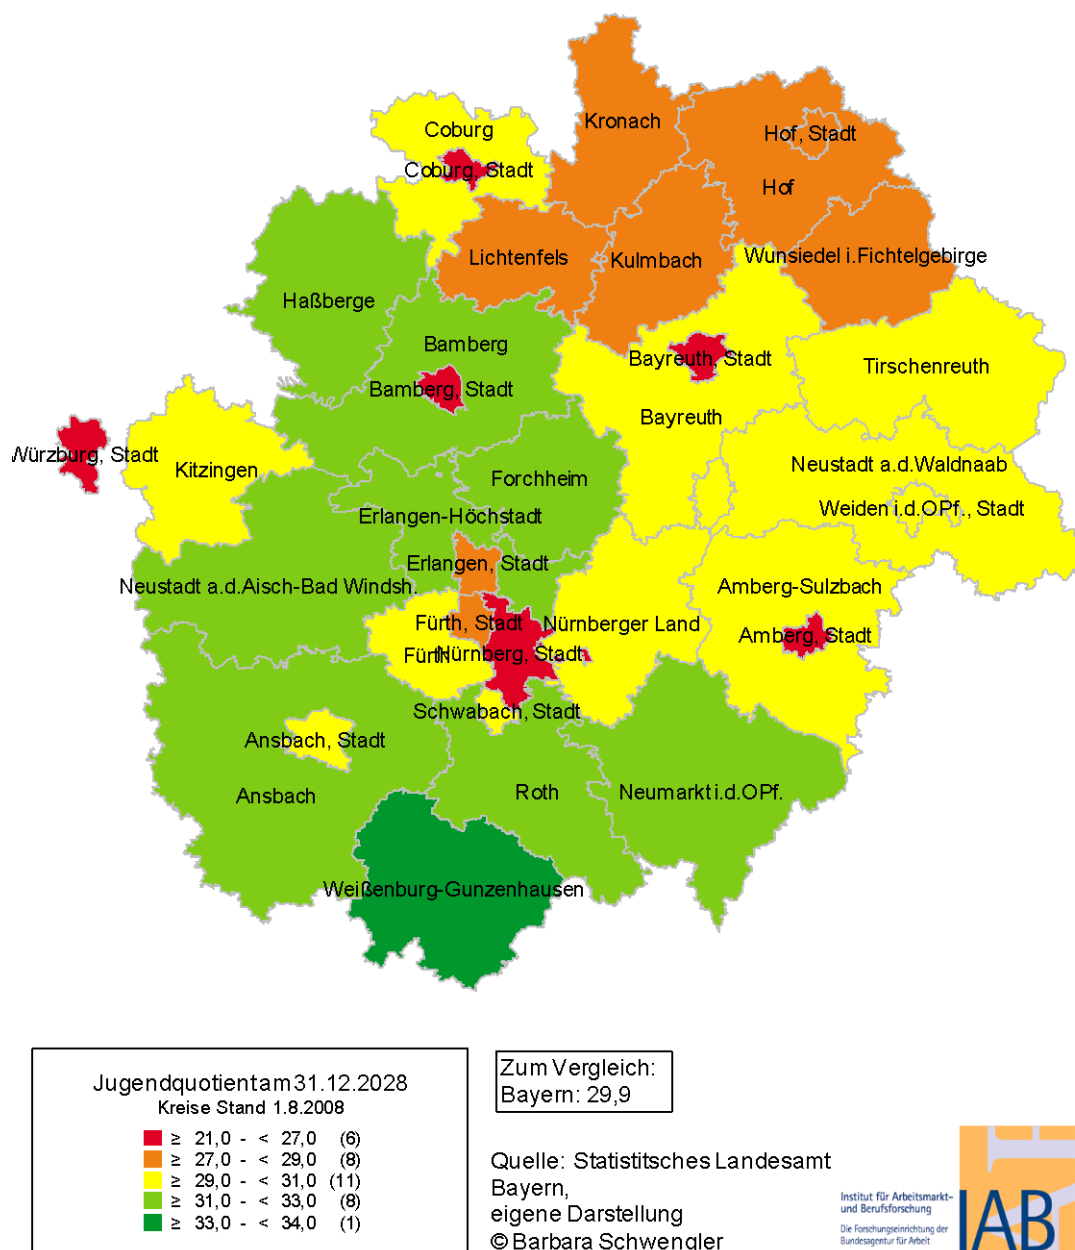 Kronach
Coburg
Hof, Stadt
Coburg, Stadt
Hof
Lichtenfels
Kulmbach
Wunsiedel i.Fichtelgebirge
Haßberge
Bamberg
Bayreuth, Stadt
Tirschenreuth
Bamberg, Stadt
Bayreuth
Würzburg, Stadt
Kitzingen
Neustadt a.d.Waldnaab
Forchheim
Weiden i.d.OPf., Stadt
Erlangen-Höchstadt
Erlangen, Stadt
Neustadt a.d.Aisch-Bad Windsh.
Amberg-Sulzbach
Fürth, Stadt
Nürnberger Land
Amberg, Stadt
Fürth
Nürnberg, Stadt
Schwabach, Stadt
Ansbach, Stadt
Ansbach
Roth
Neumarkt i.d.OPf.
Weißenburg-Gunzenhausen
Jugendquotient am 31.12.2028
Kreise Stand 1.8.2008
≥ 21,0 - < 27,0 (6)
≥ 27,0 - < 29,0 (8)
≥ 29,0 - < 31,0 (11)
≥ 31,0 - < 33,0 (8)
≥ 33,0 - < 34,0 (1)
Zum Vergleich:
Bayern: 29,9
Quelle: Statistitsches Landesamt
Bayern,
eigene Darstellung
© Barbara Schwengler
Institut für Arbeitsmarkt-
und Berufsforschung
Die Forschungseinrichtung der
Bundesagentur für Arbeit
IAB